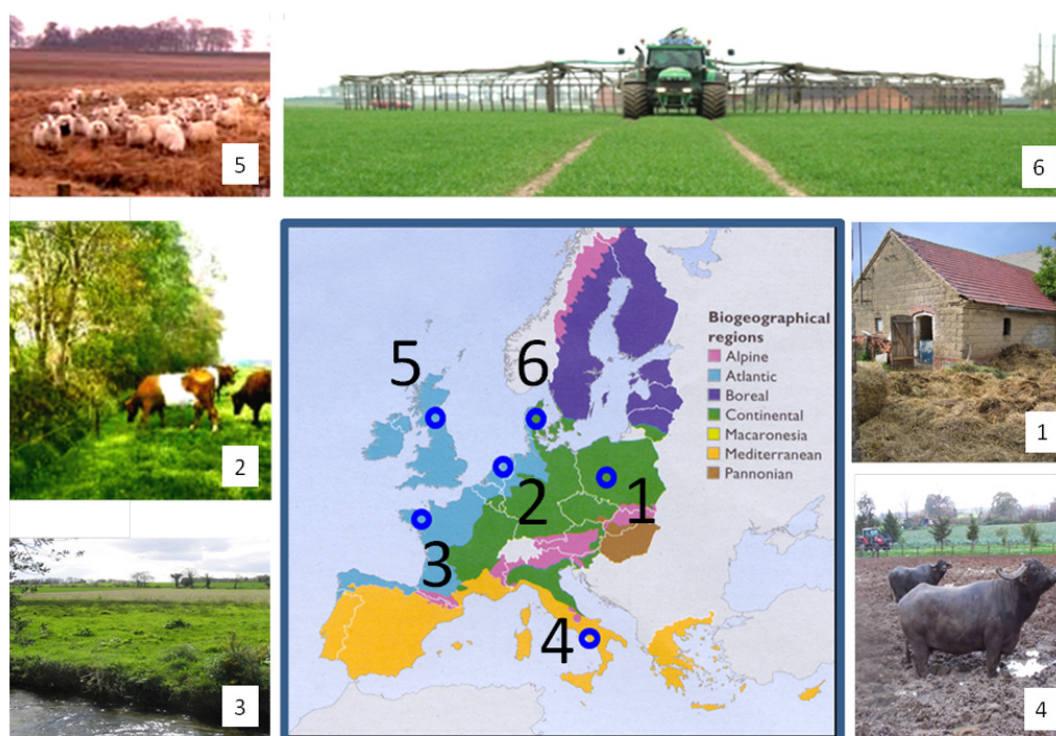 5
6
2
1
3
4
5
6
2
1
3
4
Biogeographical
regions
Alpine
Atlantic
Boreal
Continental
Macaronesia
Mediterranean
Pannonian